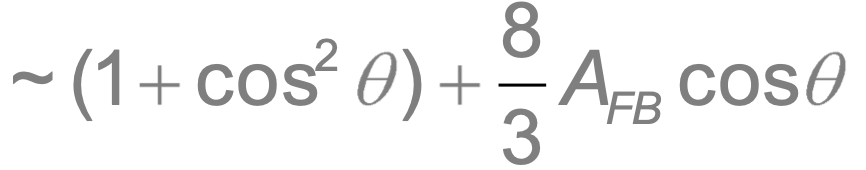 ~ (1 + cos² θ) + 8/3 A_FB cosθ